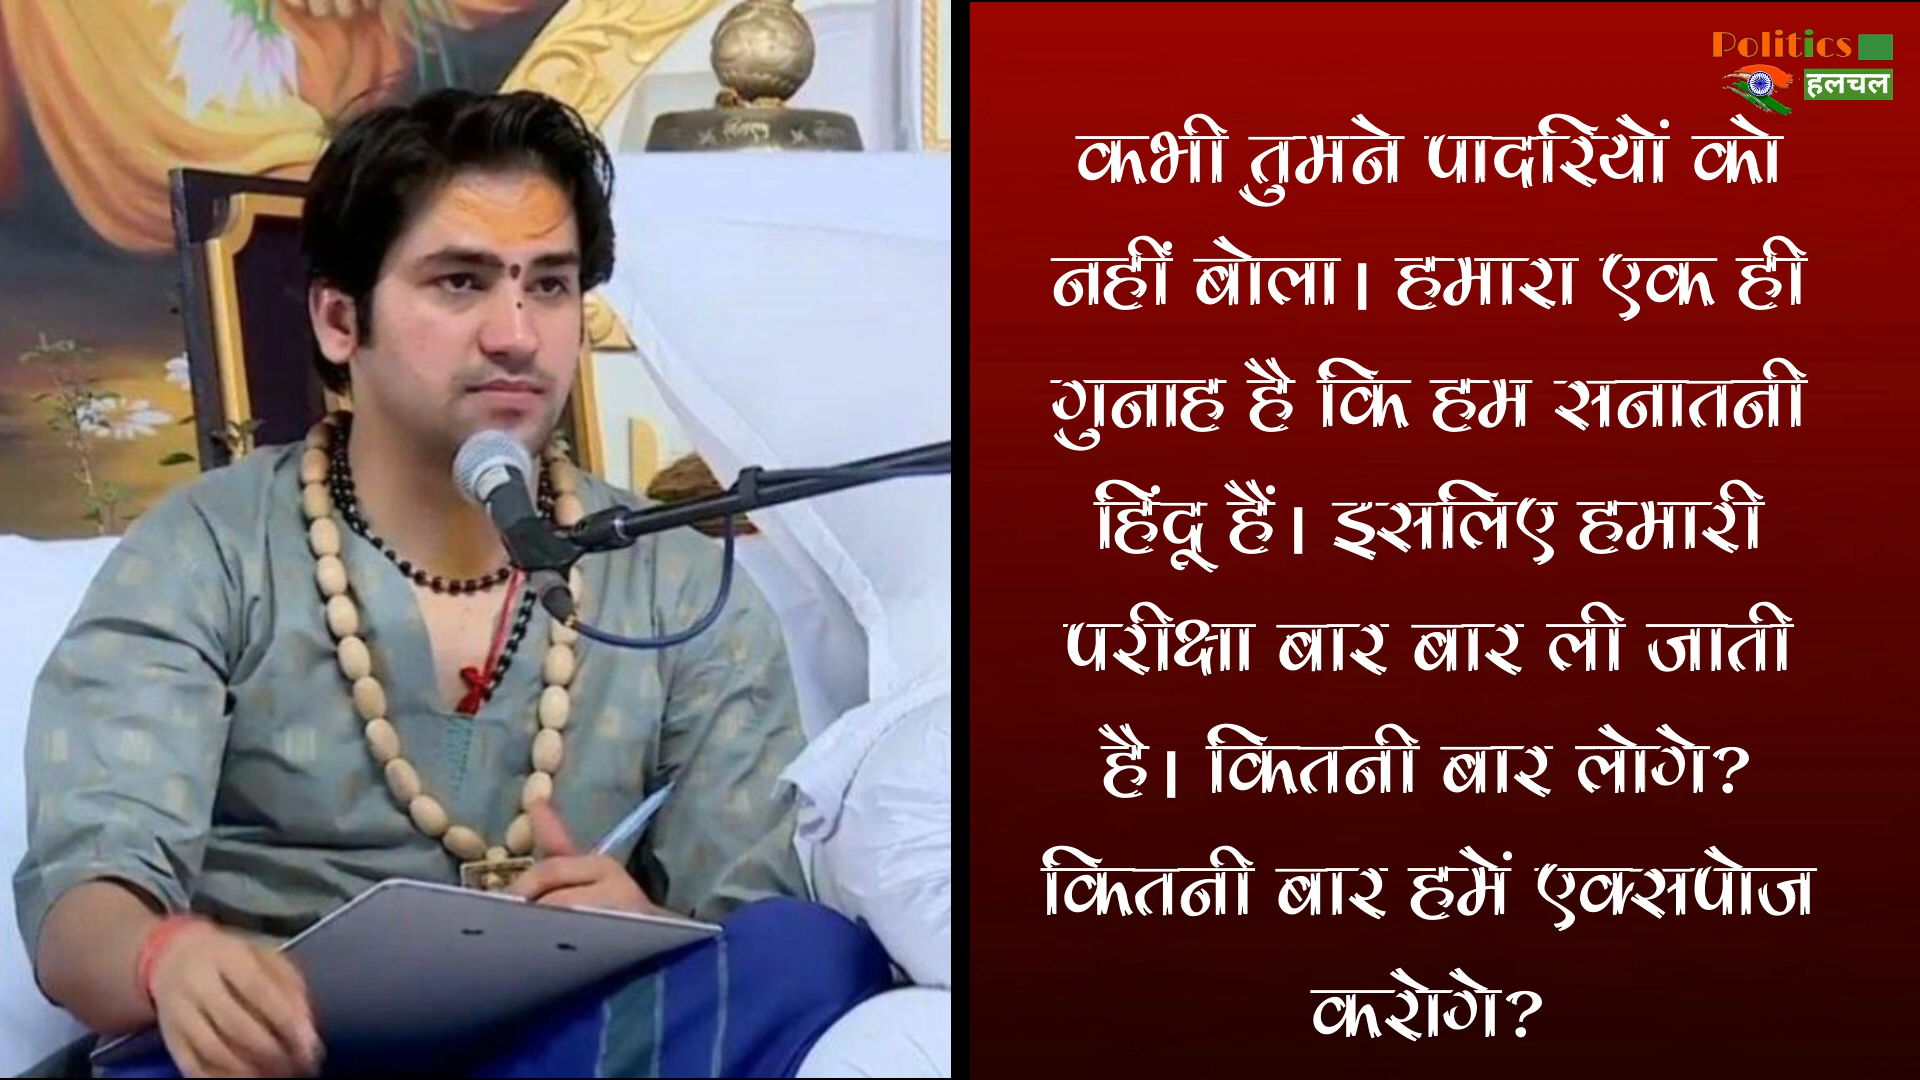 Politics
हलचल
कभी तुमने पादरियों को
नहीं बोला। हमारा एक ही
गुनाह है कि हम सनातनी
हिंदू हैं। इसलिए हमारी
परीक्षा बार बार ली जाती
है। कितनी बार लोगे?
कितनी बार हमें एक्सपोज
करोगे?